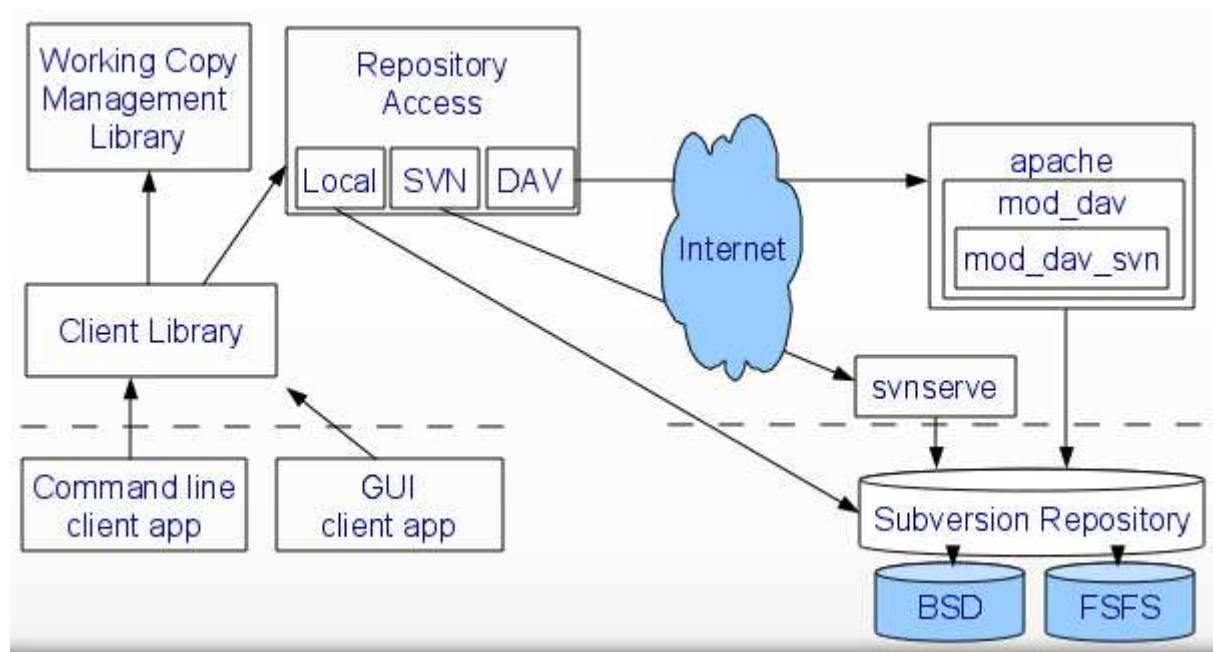 Working Copy
Management
Library
Repository
Access
Local
SVN
DAV
Internet
apache
mod_dav
mod_dav_svn
Client Library
svnserve
Command line
client app
GUI
client app
Subversion Repository
BSD
FSFS